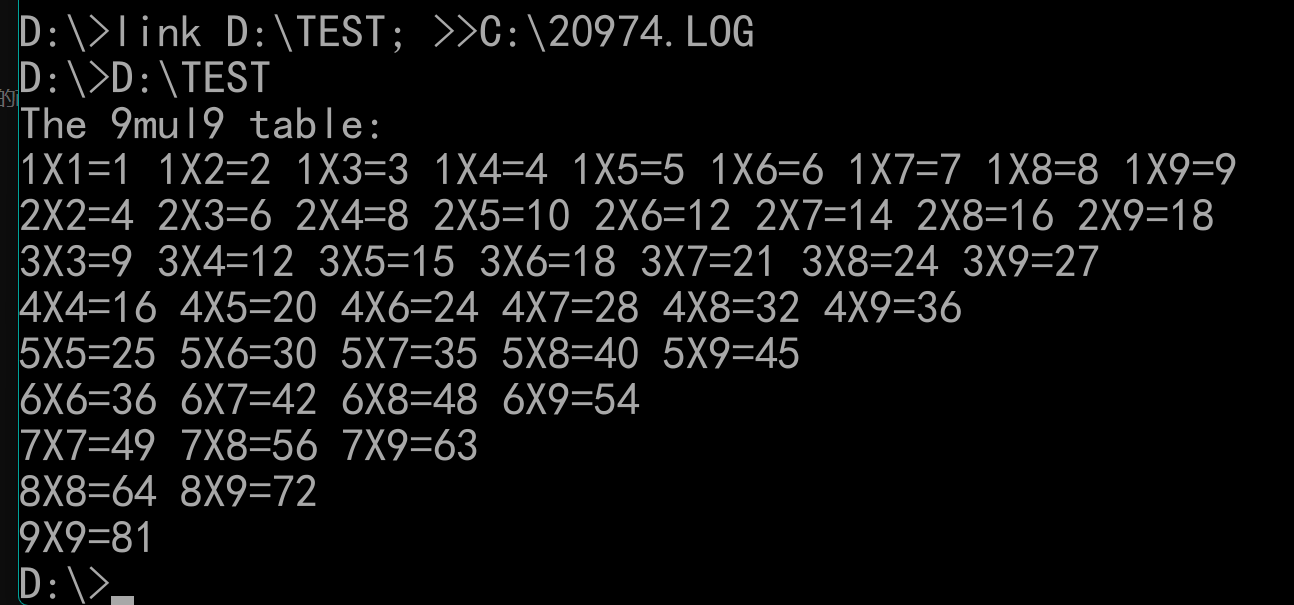 D:\>link D:\TEST; >>C:\20974.LOG
D:\>D:\TEST
的
The 9mul9 table:
1X1=1 1X2=2 1X3=3 1X4=4 1X5=5 1X6=6 1X7=7 1X8=8 1X9=9
2X2=4 2X3=6 2X4=8 2X5=10 2X6=12 2X7=14 2X8=16 2X9=18
3X3=9 3X4=12 3X5=15 3X6=18 3X7=21 3X8=24 3X9=27
4X4=16 4X5=20 4X6=24 4X7=28 4X8=32 4X9=36
5X5=25 5X6=30 5X7=35 5X8=40 5X9=45
6X6=36 6X7=42 6X8=48 6X9=54
7X7=49 7X8=56 7X9=63
8X8=64 8X9=72
9X9=81
D:\>